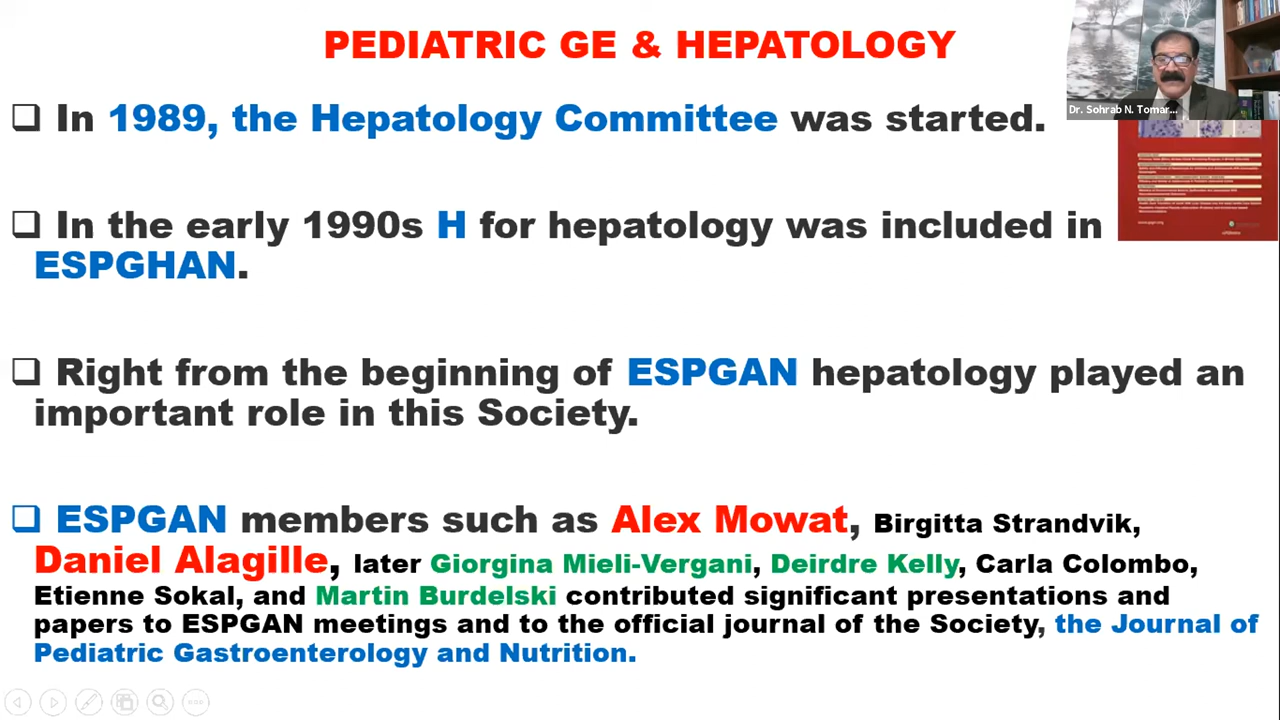 PEDIATRIC GE & HEPATOLOGY
Dr. Sohrab N. Tomar...
❑ In 1989, the Hepatology Committee was started.
❑ In the early 1990s H for hepatology was included in
ESPGHAN.
❑ Right from the beginning of ESPGAN hepatology played an
important role in this Society.
❑ ESPGAN members such as Alex Mowat, Birgitta Strandvik,
Daniel Alagille, later Giorgina Mieli-Vergani, Deirdre Kelly, Carla Colombo,
Etienne Sokal, and Martin Burdelski contributed significant presentations and
papers to ESPGAN meetings and to the official journal of the Society, the Journal of
Pediatric Gastroenterology and Nutrition.